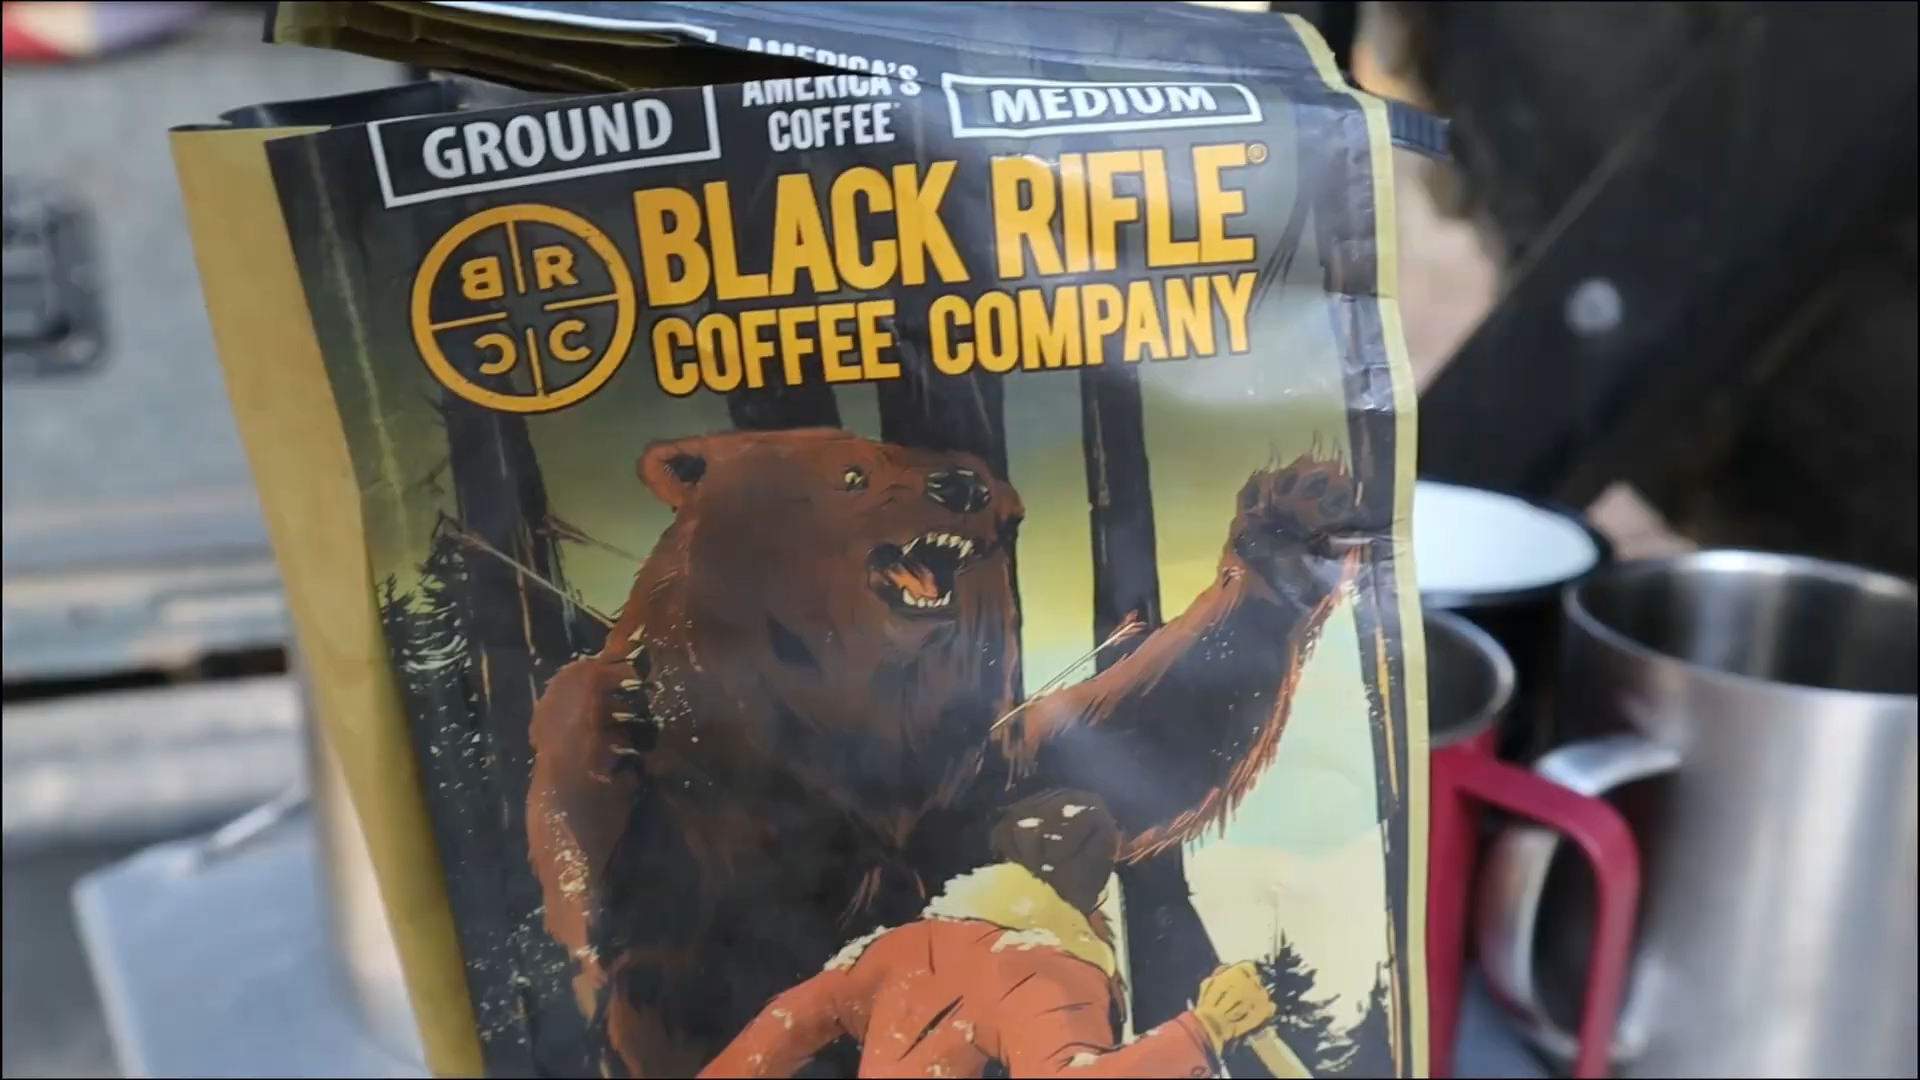 GROUND
AMERICA'S
COFFEE
MEDIUM
BLACK RIFLE®
COFFEE COMPANY
B R
C C